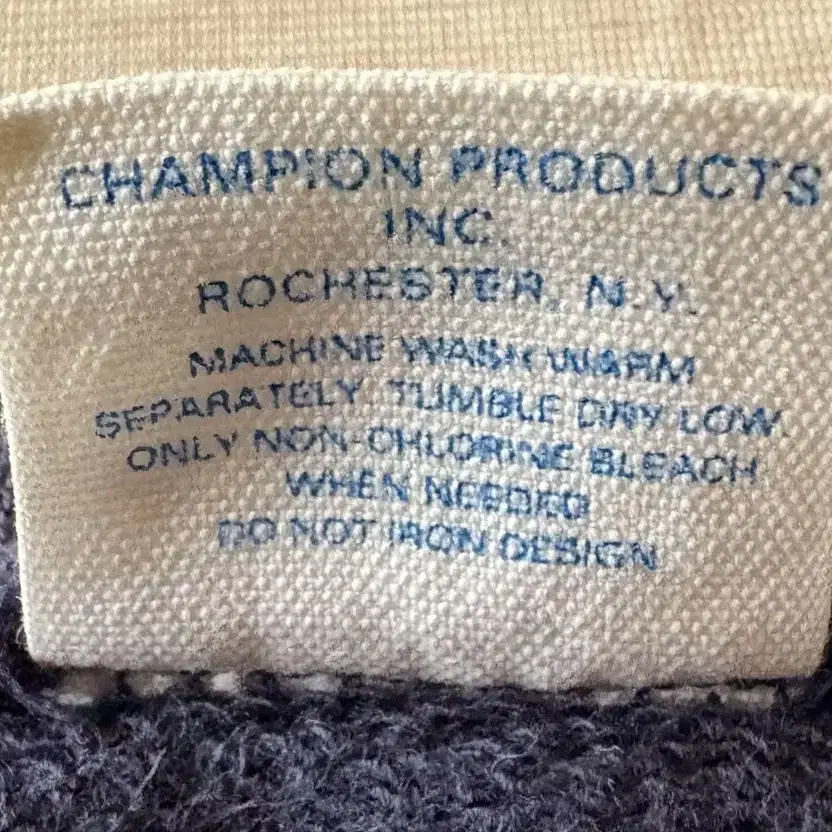 CHAMPION PRODUCTS
INC.
ROCHESTER, N.Y.
MACHINE WASH WARM
SEPARATELY. TUMBLE DRY LOW.
ONLY NON-CHLORINE BLEACH
WHEN NEEDED
DO NOT IRON DESIGN